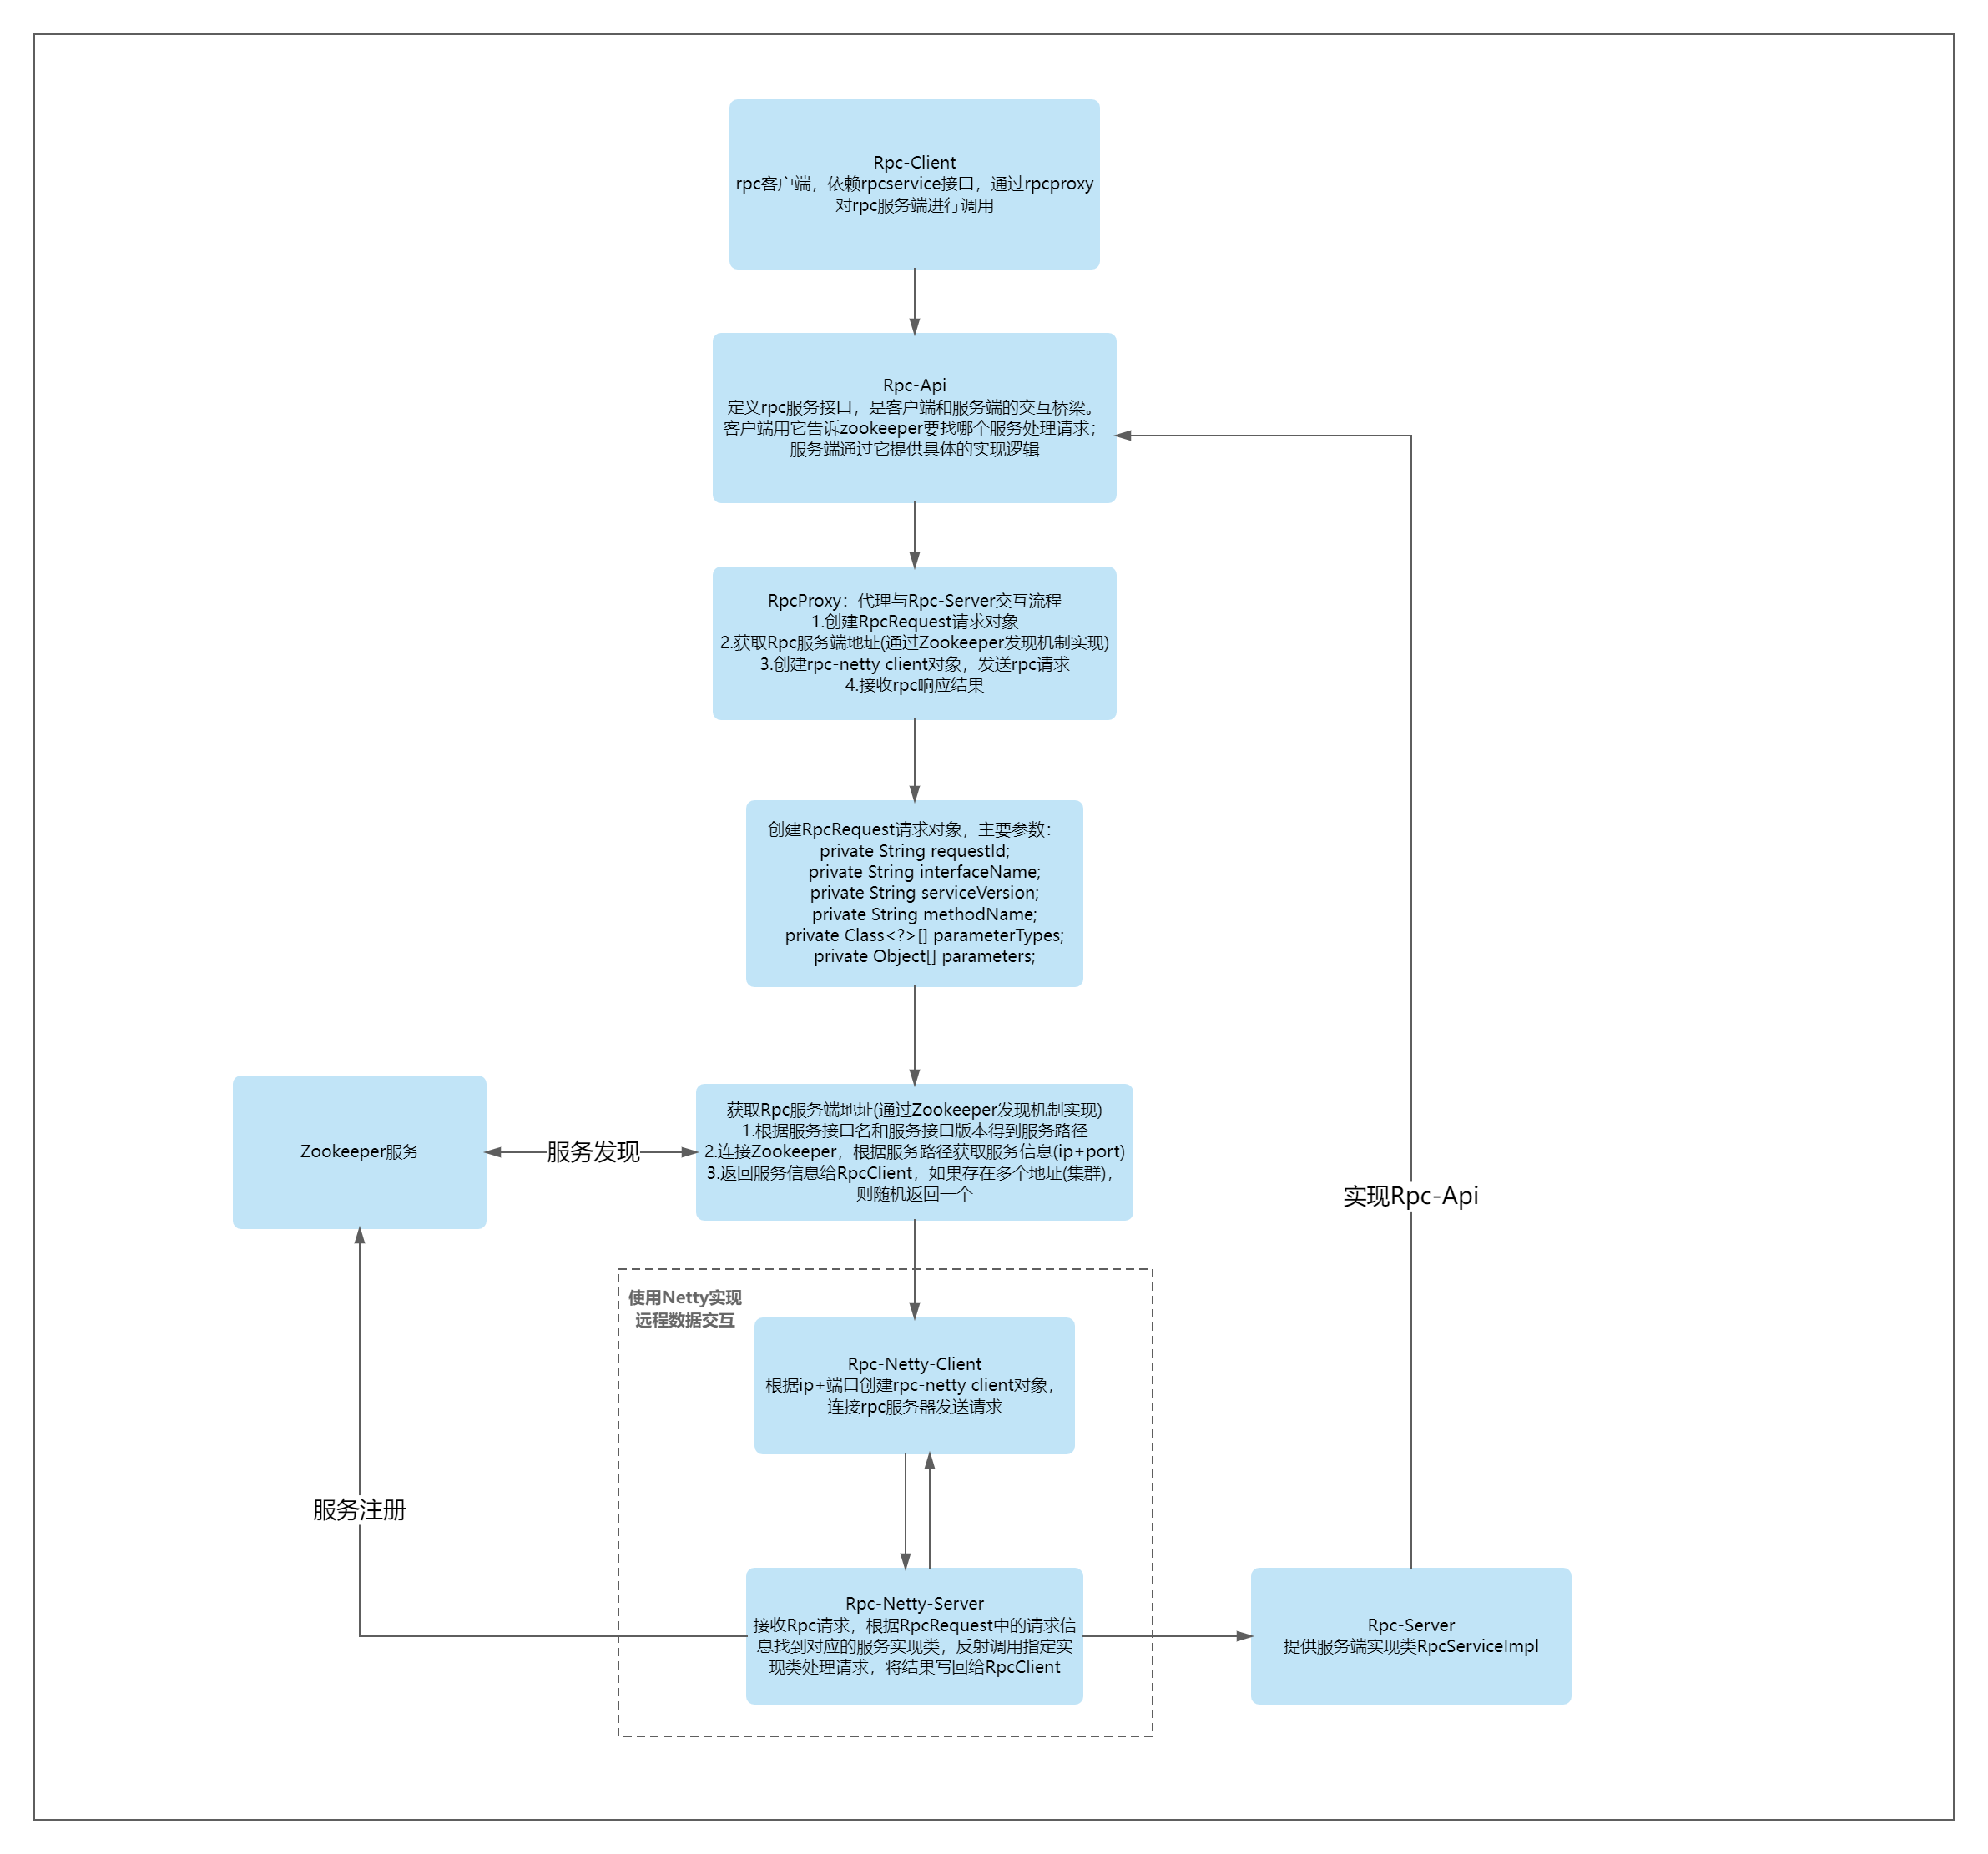 Rpc-Client
rpc客户端，依赖rpcservice接口，通过rpcproxy
对rpc服务端进行调用
Rpc-Api
定义rpc服务接口，是客户端和服务端的交互桥梁。
客户端用它告诉zookeeper要找哪个服务处理请求；
服务端通过它提供具体的实现逻辑
RpcProxy：代理与Rpc-Server交互流程
1.创建RpcRequest请求对象
2.获取Rpc服务端地址(通过Zookeeper发现机制实现)
3.创建rpc-netty client对象，发送rpc请求
4.接收rpc响应结果
创建RpcRequest请求对象，主要参数：
private String requestId;
private String interfaceName;
private String serviceVersion;
private String methodName;
private Class<?>[] parameterTypes;
private Object[] parameters;
Zookeeper服务
服务发现
获取Rpc服务端地址(通过Zookeeper发现机制实现)
1.根据服务接口名和服务接口版本得到服务路径
2.连接Zookeeper，根据服务路径获取服务信息(ip+port)
3.返回服务信息给RpcClient，如果存在多个地址(集群)，
则随机返回一个
实现Rpc-Api
使用Netty实现
远程数据交互
Rpc-Netty-Client
根据ip+端口创建rpc-netty client对象，
连接rpc服务器发送请求
服务注册
Rpc-Netty-Server
接收Rpc请求，根据RpcRequest中的请求信
息找到对应的服务实现类，反射调用指定实
现类处理请求，将结果写回给RpcClient
Rpc-Server
提供服务端实现类RpcServiceImpl